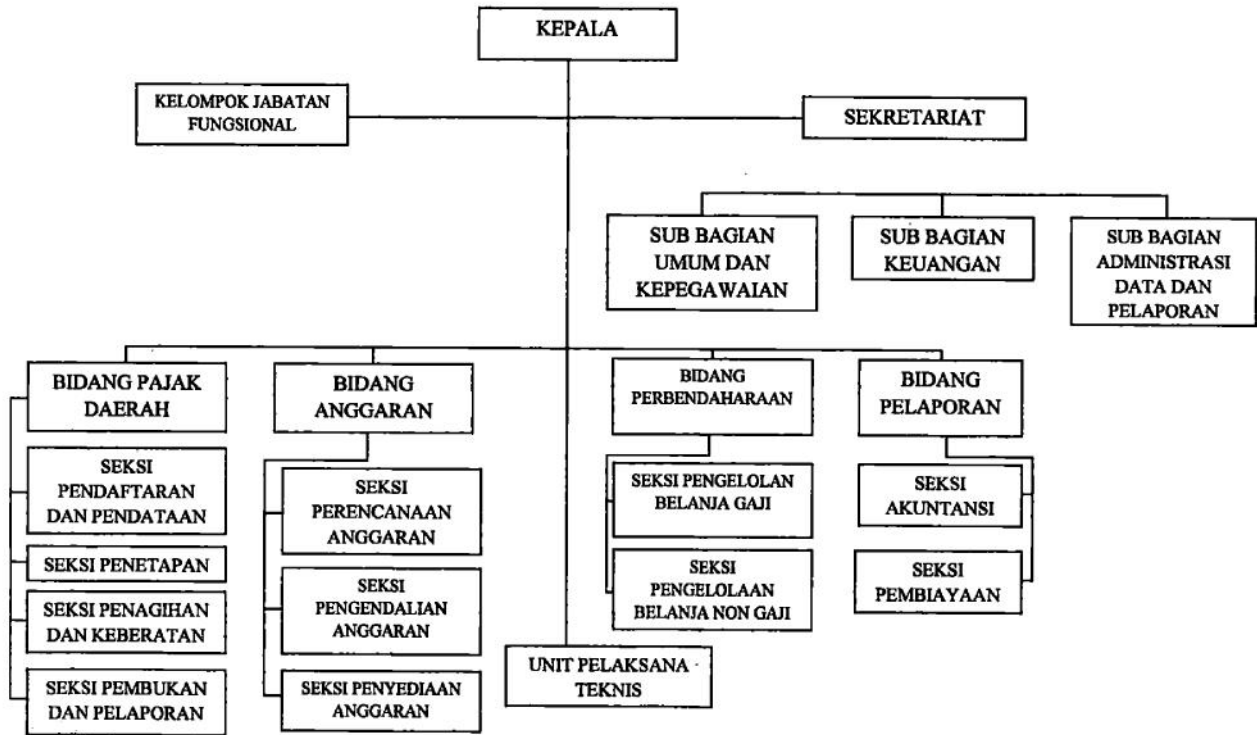 KEPALA
KELOMPOK JABATAN
FUNGSIONAL
SEKRETARIAT
SUB BAGIAN
UMUM DAN
KEPEGAWAIAN
SUB BAGIAN
KEUANGAN
SUB BAGIAN
ADMINISTRASI
DATA DAN
PELAPORAN
BIDANG PAJAK
DAERAH
BIDANG
ANGGARAN
BIDANG
PERBENDAHARAAN
BIDANG
PELAPORAN
SEKSI
PENDAFTARAN
DAN PENDATAAN
SEKSI PENETAPAN
SEKSI PENAGIHAN
DAN KEBERATAN
SEKSI PEMBUKAN
DAN PELAPORAN
SEKSI
PERENCANAAN
ANGGARAN
SEKSI
PENGENDALIAN
ANGGARAN
SEKSI PENYEDIAAN
ANGGARAN
SEKSI PENGELOLAN
BELANJA GAJI
SEKSI
PENGELOLAAN
BELANJA NON GAJI
SEKSI
AKUNTANSI
SEKSI
PEMBIAYAAN
UNIT PELAKSANA
TEKNIS